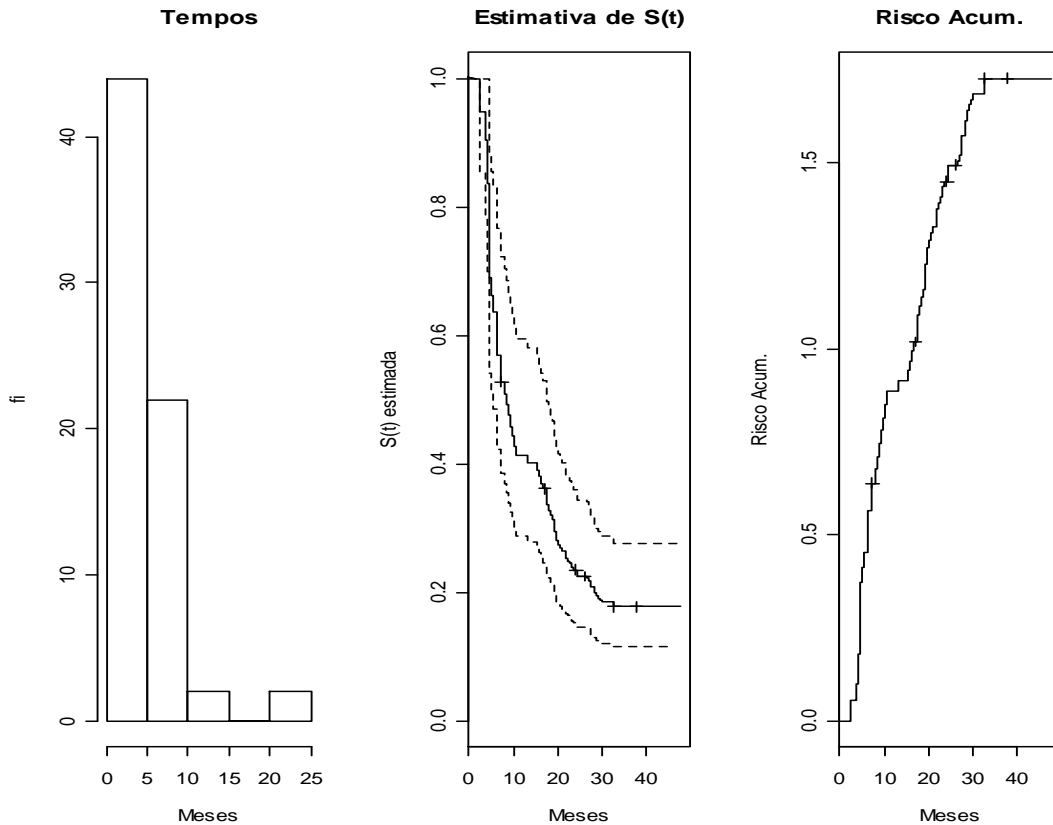 Tempos
fi
40
30
20
10
0
0 5 10 15 20 25
Meses
Estimativa de S(t)
S(t) estimada
1.0
0.8
0.6
0.4
0.2
0.0
0 10 20 30 40
Meses
Risco Acum.
Risco Acum.
1.5
1.0
0.5
0.0
0 10 20 30 40
Meses